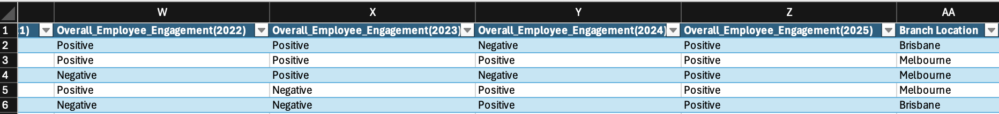 W X Y Z AA
1 1) Overall_Employee_Engagement(2022) Overall_Employee_Engagement(2023) Overall_Employee_Engagement(2024) Overall_Employee_Engagement(2025) Branch Location
2 Positive Positive Negative Positive Brisbane
3 Positive Positive Positive Positive Melbourne
4 Negative Positive Negative Positive Melbourne
5 Positive Negative Positive Positive Melbourne
6 Negative Negative Positive Positive Brisbane